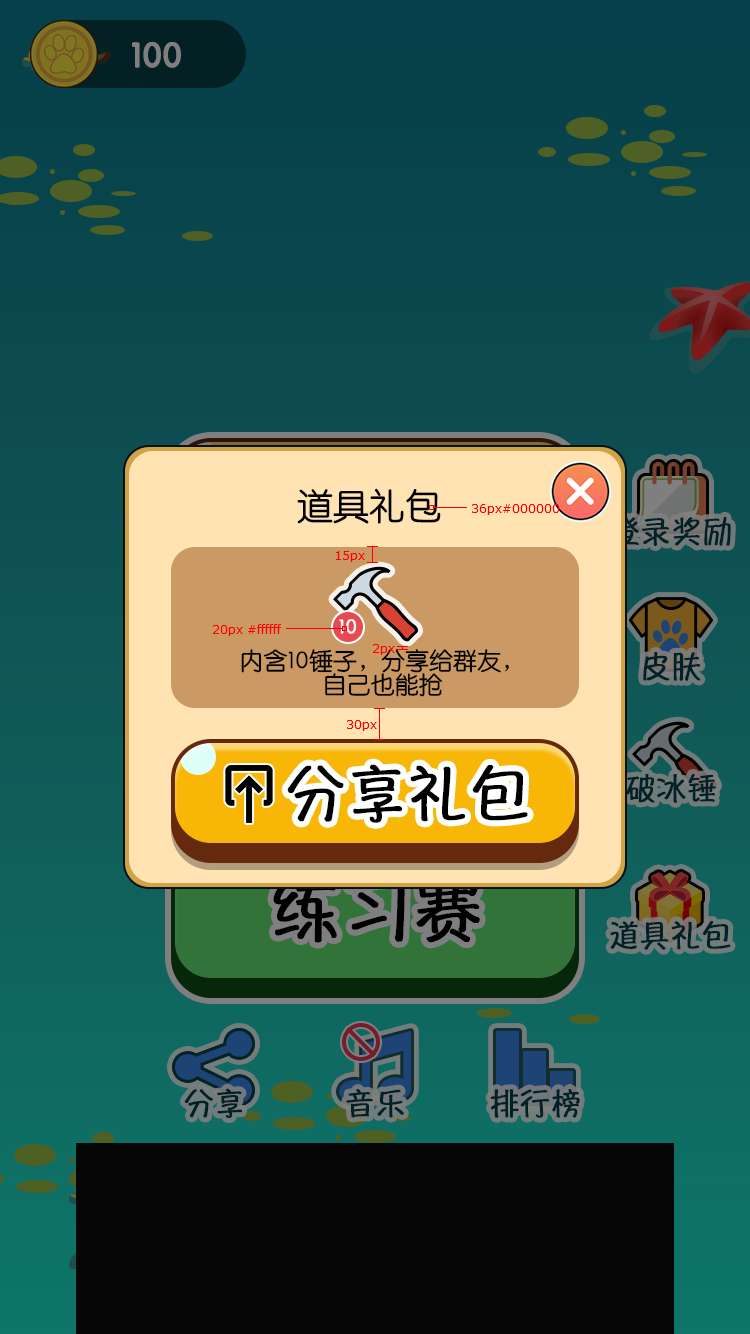 100
道具礼包
36px#000000
15px
20px #ffffff
10
2px
内含10锤子，分享给群友，
自己也能抢
30px
分享礼包
登录奖励
皮肤
破冰锤
道具礼包
练习赛
分享
音乐
排行榜